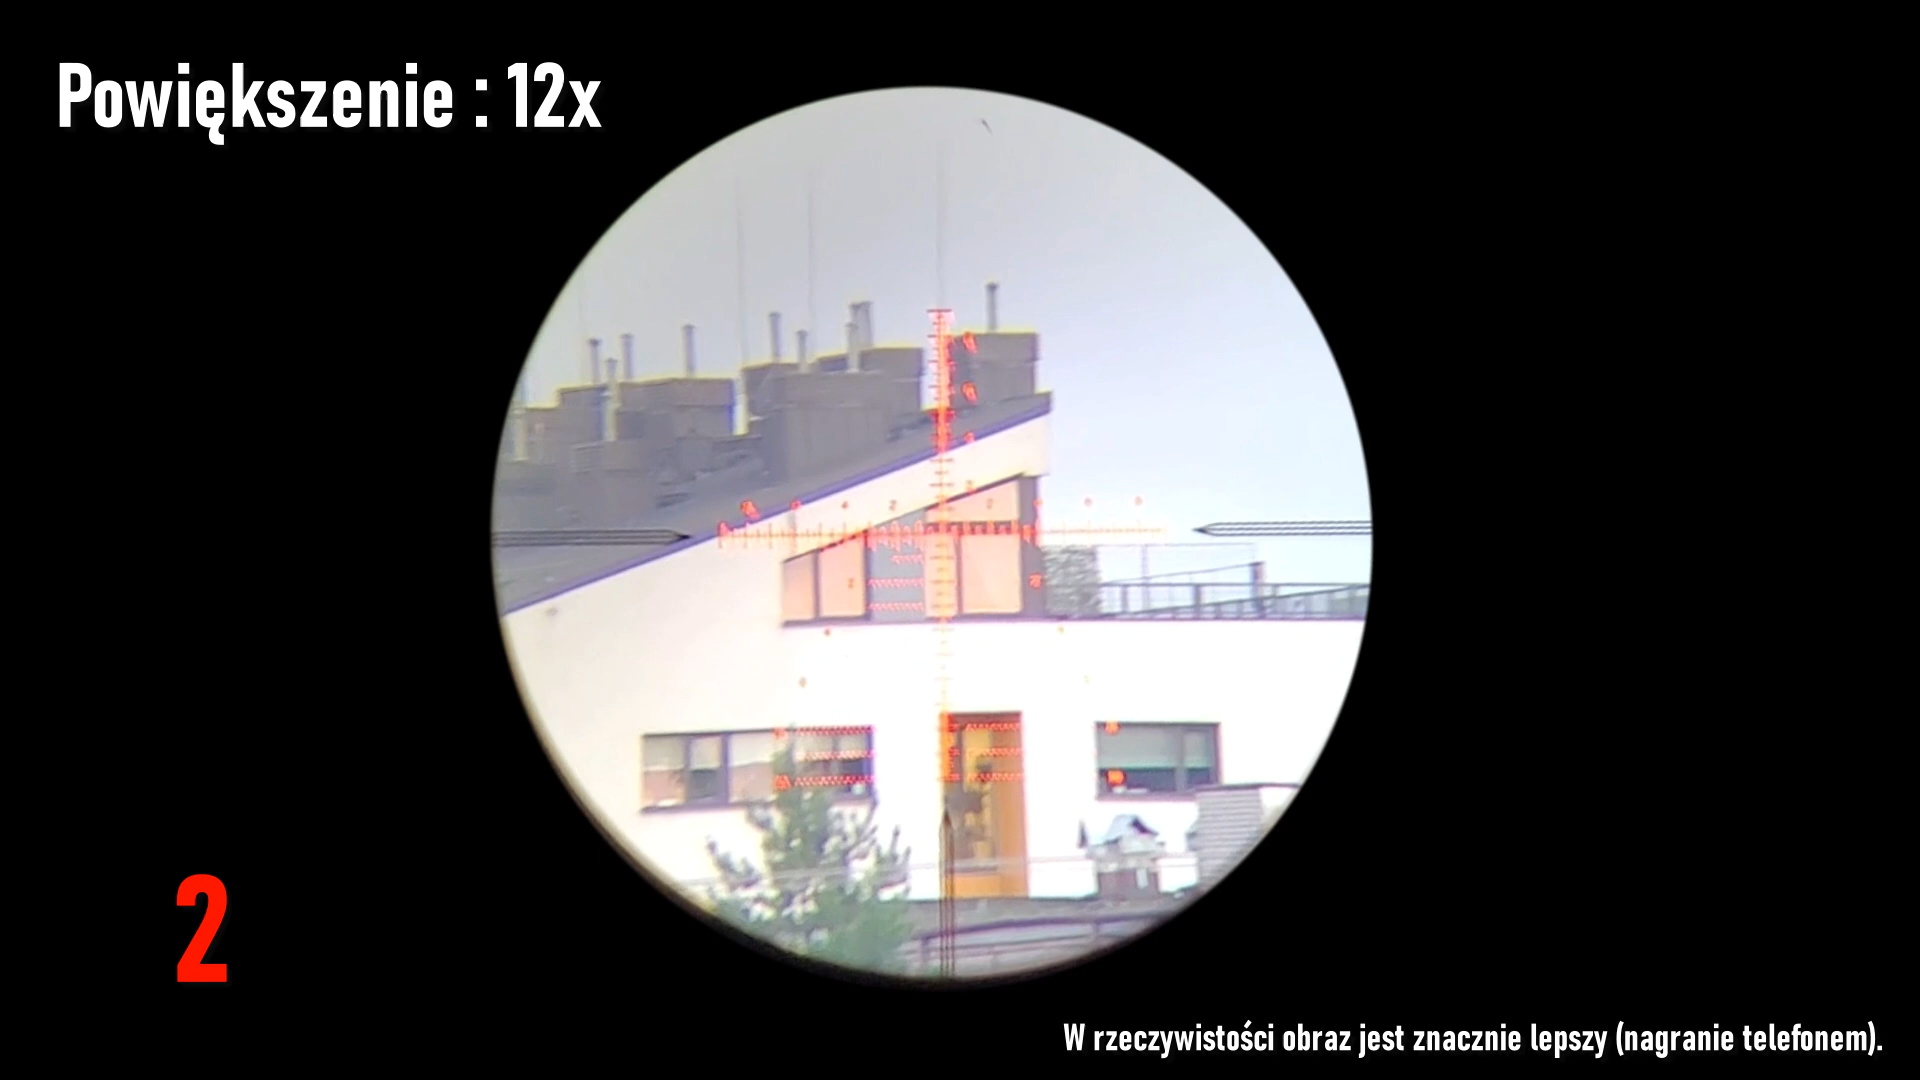 Powiększenie : 12x
2
W rzeczywistości obraz jest znacznie lepszy (nagranie telefonem).